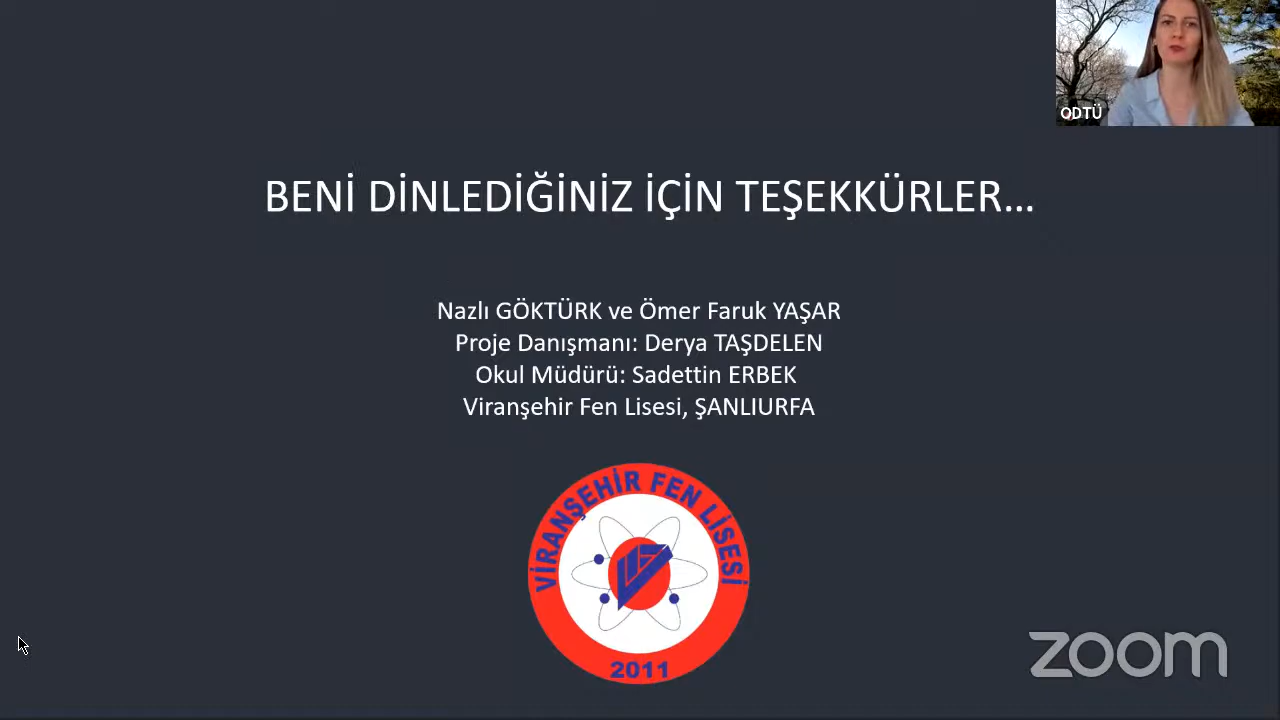 ODTÜ
BENİ DİNLEDİĞİNİZ İÇİN TEŞEKKÜRLER...
Nazlı GÖKTÜRK ve Ömer Faruk YAŞAR
Proje Danışmanı: Derya TAŞDELEN
Okul Müdürü: Sadettin ERBEK
Viranşehir Fen Lisesi, ŞANLIURFA
VİRANŞEHİR FEN LİSESİ
2011
zoom